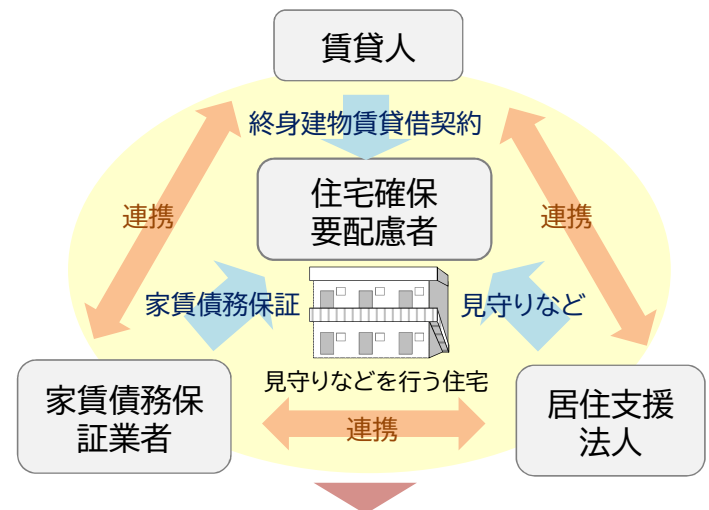 賃貸人
終身建物賃貸借契約
住宅確保
要配慮者
連携
連携
家賃債務保証
見守りなど
見守りなどを行う住宅
家賃債務保
証業者
連携
居住支援
法人